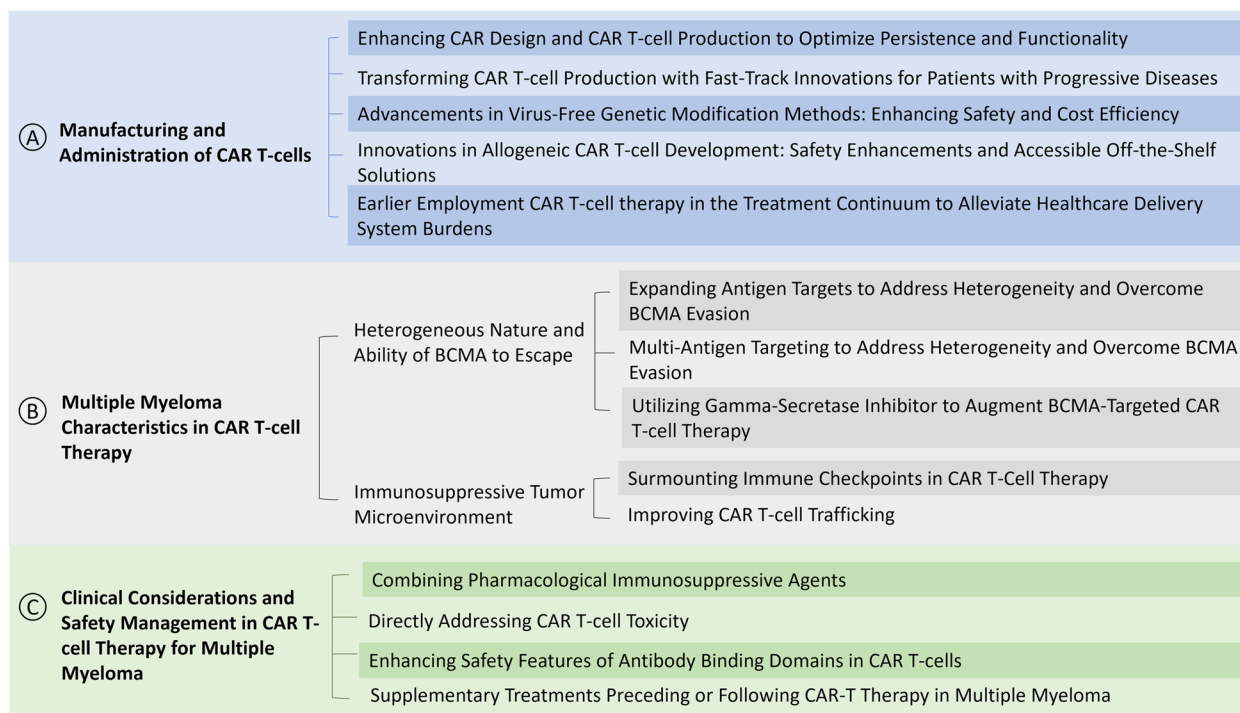 A
Manufacturing and
Administration of CAR T-cells
Enhancing CAR Design and CAR T-cell Production to Optimize Persistence and Functionality
Transforming CAR T-cell Production with Fast-Track Innovations for Patients with Progressive Diseases
Advancements in Virus-Free Genetic Modification Methods: Enhancing Safety and Cost Efficiency
Innovations in Allogeneic CAR T-cell Development: Safety Enhancements and Accessible Off-the-Shelf
Solutions
Earlier Employment CAR T-cell therapy in the Treatment Continuum to Alleviate Healthcare Delivery
System Burdens
B
Multiple Myeloma
Characteristics in CAR T-cell
Therapy
Heterogeneous Nature and
Ability of BCMA to Escape
Expanding Antigen Targets to Address Heterogeneity and Overcome
BCMA Evasion
Multi-Antigen Targeting to Address Heterogeneity and Overcome BCMA
Evasion
Utilizing Gamma-Secretase Inhibitor to Augment BCMA-Targeted CAR
T-cell Therapy
Immunosuppressive Tumor
Microenvironment
Surmounting Immune Checkpoints in CAR T-Cell Therapy
Improving CAR T-cell Trafficking
C
Clinical Considerations and
Safety Management in CAR T-
cell Therapy for Multiple
Myeloma
Combining Pharmacological Immunosuppressive Agents
Directly Addressing CAR T-cell Toxicity
Enhancing Safety Features of Antibody Binding Domains in CAR T-cells
Supplementary Treatments Preceding or Following CAR-T Therapy in Multiple Myeloma